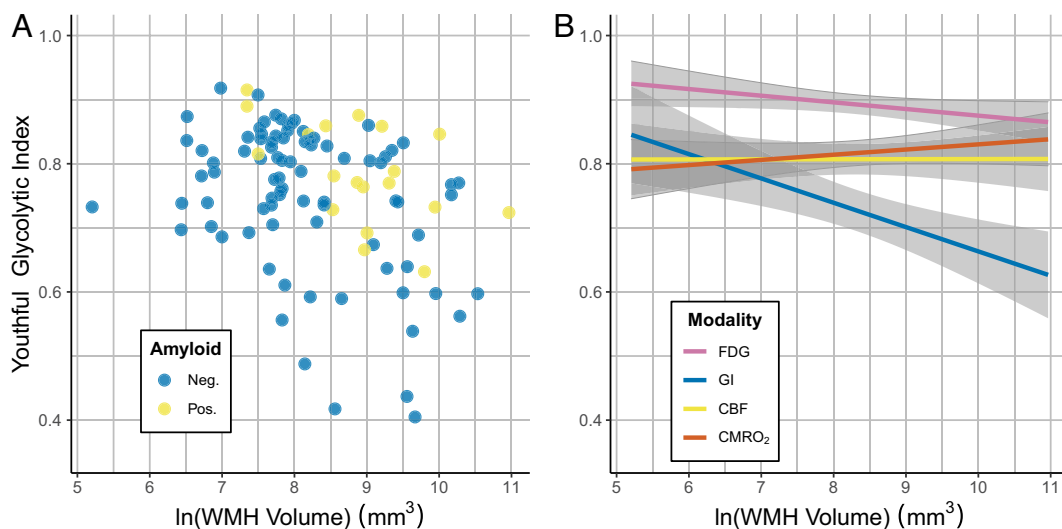 A
Youthful Glycolytic Index
1.0
0.8
0.6
0.4
Amyloid
Neg.
Pos.
5 6 7 8 9 10 11
ln(WMH Volume) (mm³)
B
1.0
0.8
0.6
0.4
Modality
FDG
GI
CBF
CMRO₂
5 6 7 8 9 10 11
ln(WMH Volume) (mm³)